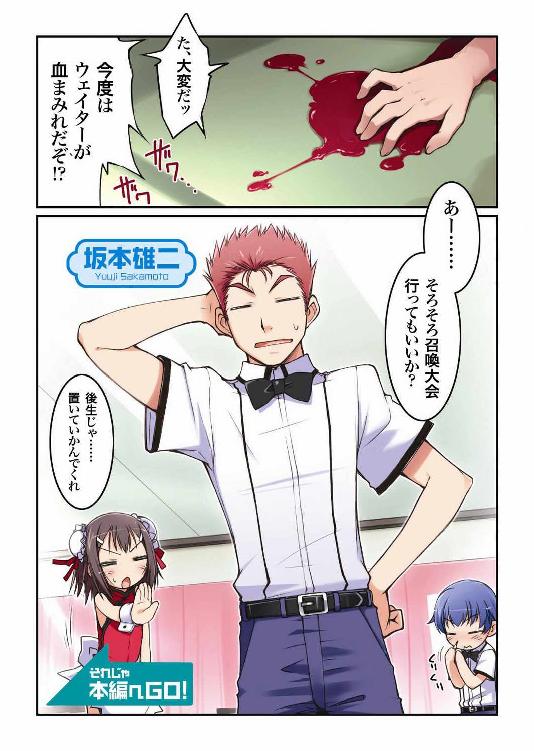 た、大変だッ
今度は
ウェイターが
血まみれだぞ!?
ザワ…
ザワ
あー……
そろそろ召喚大会
行ってもいいか?
坂本雄二
Yuuji Sakamoto
後生じゃ……
置いていかんでくれ
ぐぐっ
それじゃ
本編へGO!